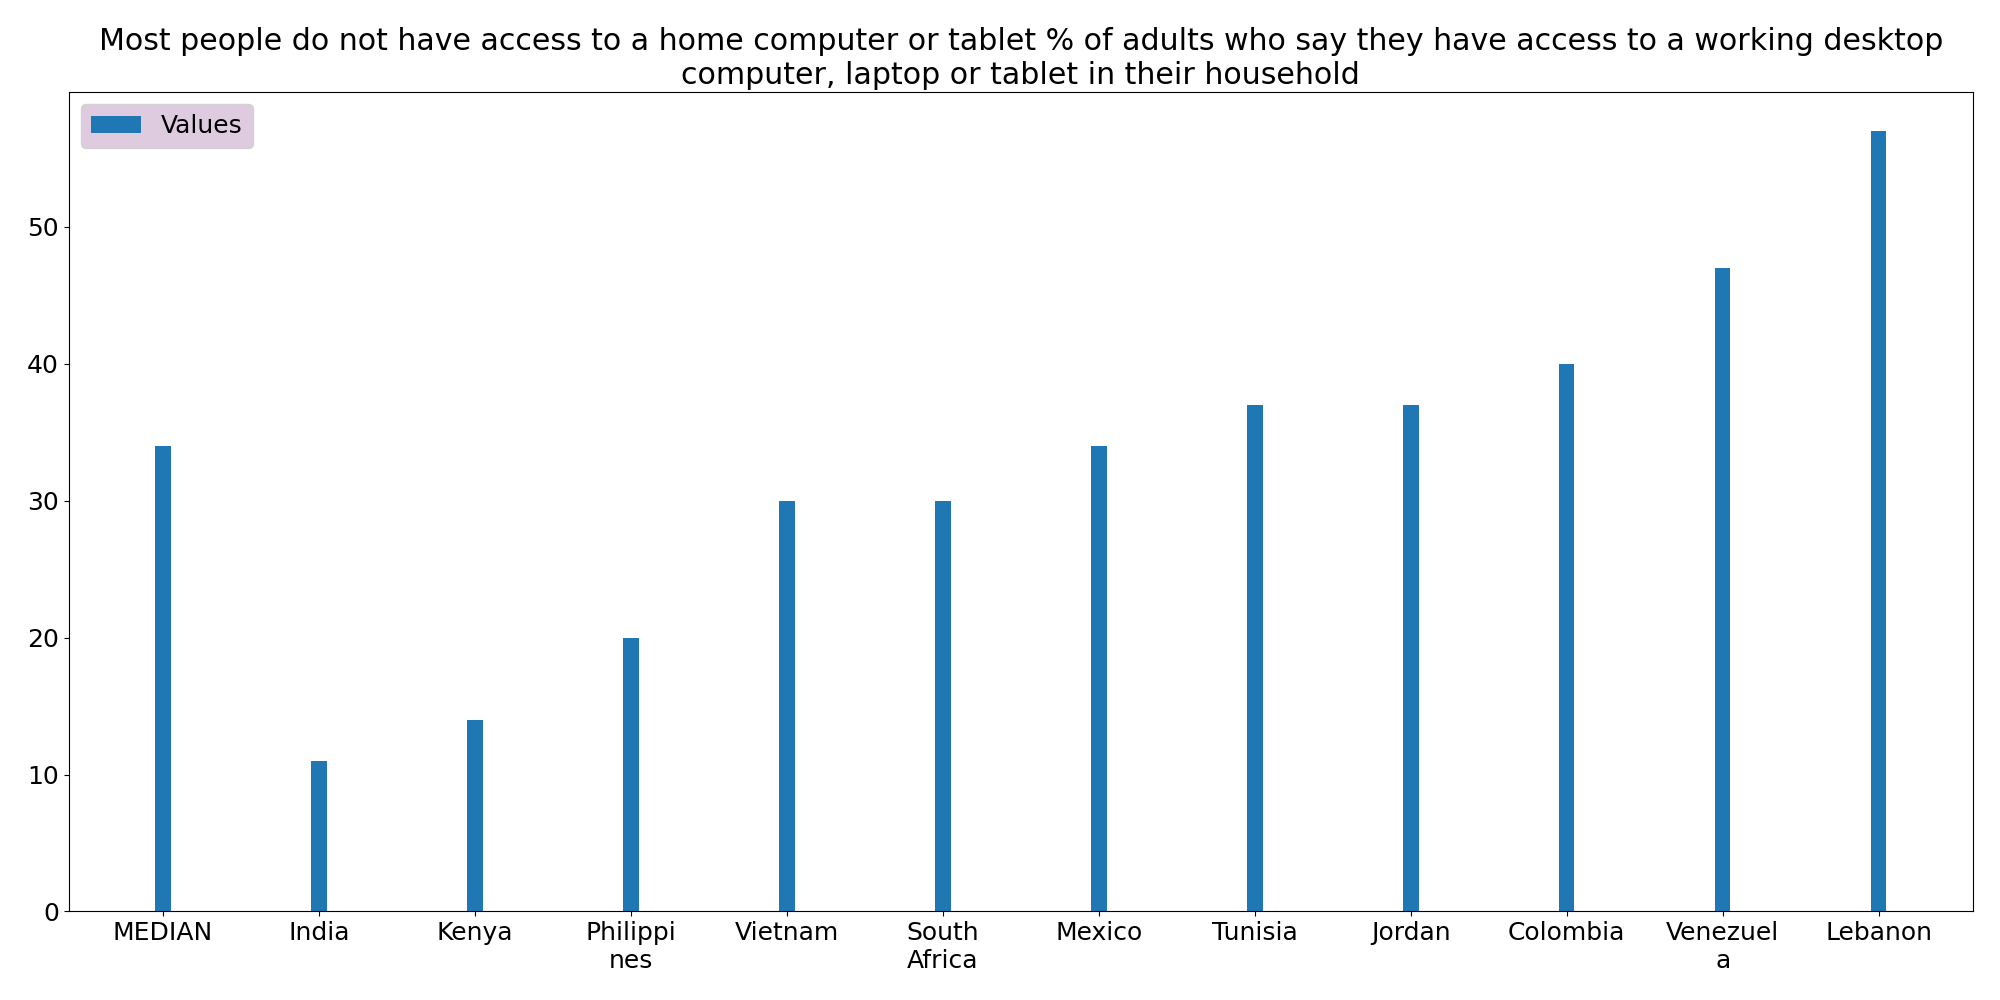 Most people do not have access to a home computer or tablet % of adults who say they have access to a working desktop
computer, laptop or tablet in their household
Values
50
40
30
20
10
0
MEDIAN
India
Kenya
Philippi
nes
Vietnam
South
Africa
Mexico
Tunisia
Jordan
Colombia
Venezuel
a
Lebanon